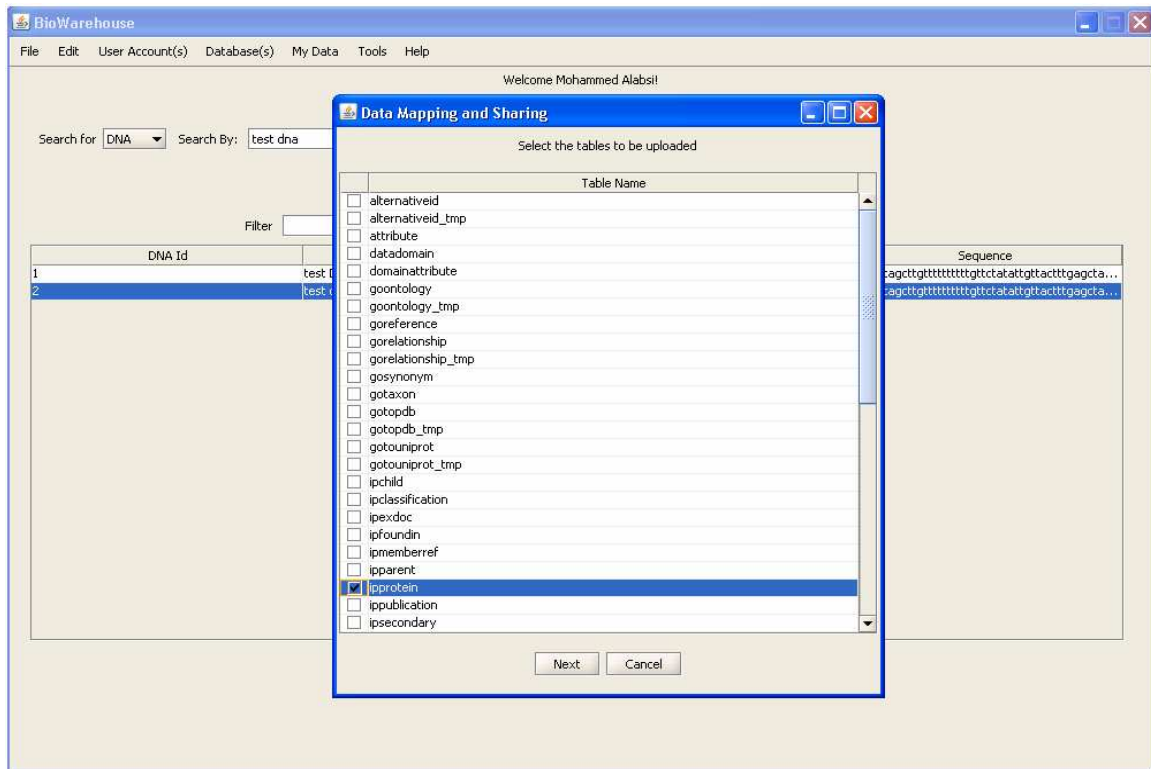 BioWarehouse
File Edit User Account(s) Database(s) My Data Tools Help
Welcome Mohammed Alabsi!
Search for DNA Search By: test dna
Filter
DNA Id Sequence
1 test
2 test
Data Mapping and Sharing
Select the tables to be uploaded
Table Name
alternativeid
alternativeid_tmp
attribute
datadomain
domainattribute
goontology
goontology_tmp
goreference
gorelationship
gorelationship_tmp
gosynonym
gotaxon
gotopdb
gotopdb_tmp
gotouniprot
gotouniprot_tmp
ipchild
ipclassification
ipexdoc
ipfoundin
ipmemberref
ipparent
ipprotein
ippublication
ipsecondary
Next Cancel